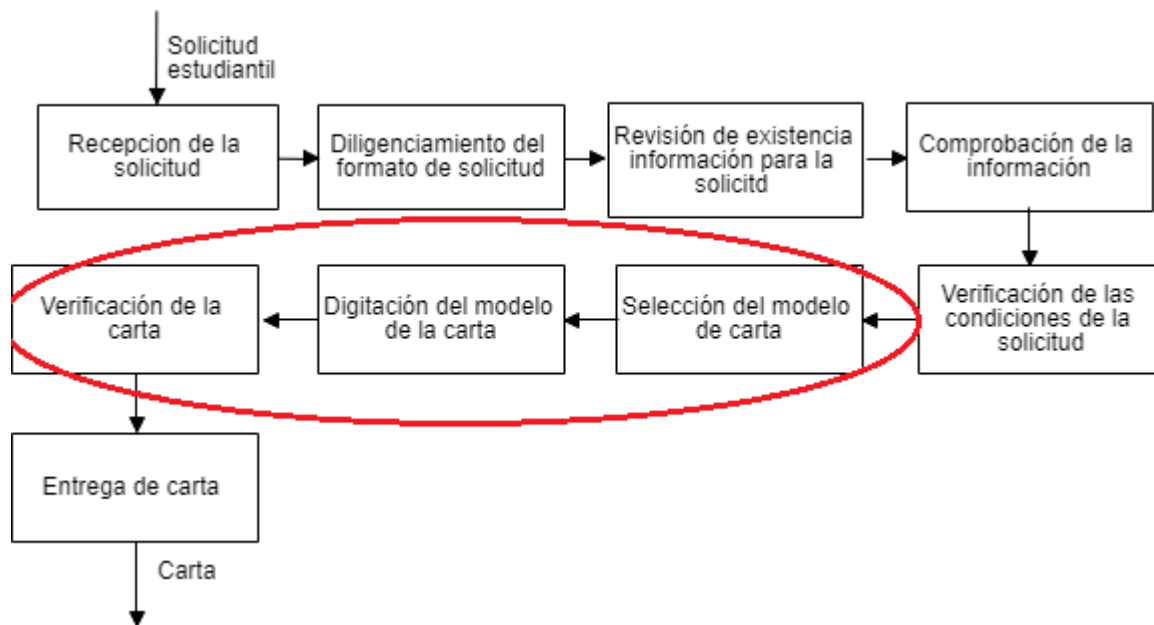 Solicitud
estudiantil
Recepcion de la
solicitud
Diligenciamiento del
formato de solicitud
Revisión de existencia
información para la
solicitd
Comprobación de la
información
Verificación de las
condiciones de la
solicitud
Selección del modelo
de carta
Digitación del modelo
de la carta
Verificación de la
carta
Entrega de carta
Carta